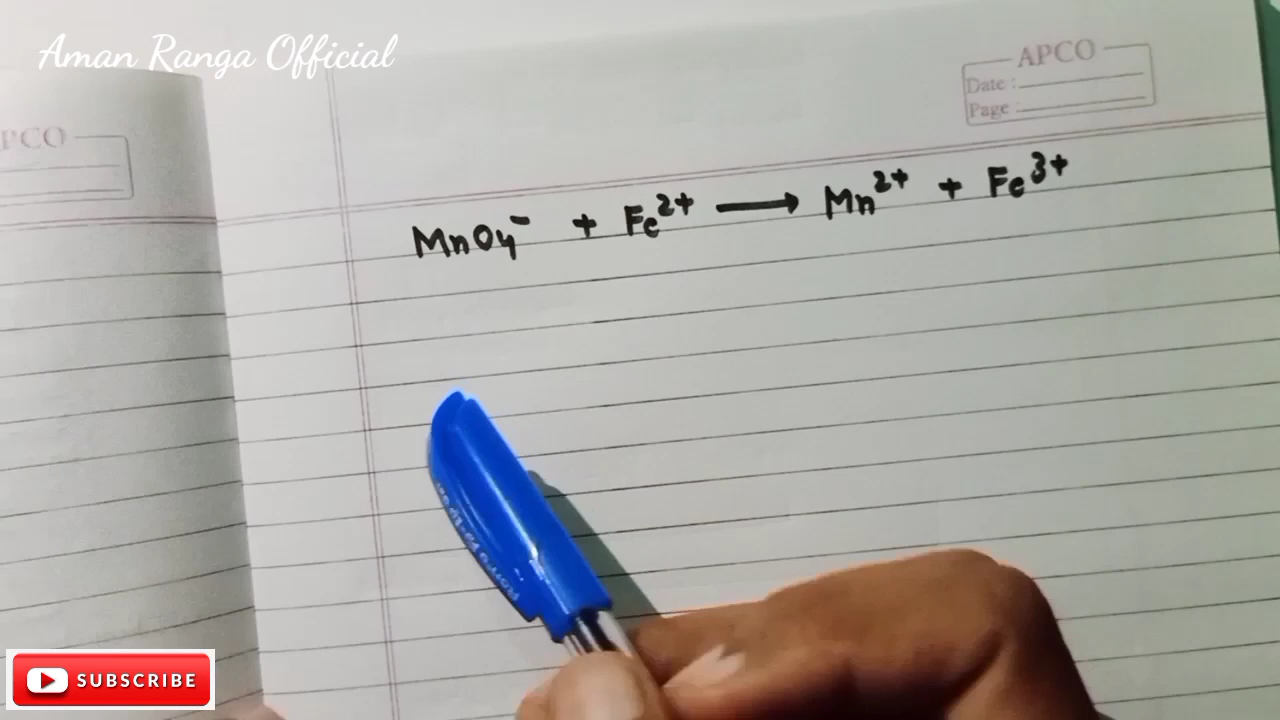 Aman Ranga Official
APCO
Date :
Page :
PCO
MnO₄⁻ + Fe²⁺ ⟶ Mn²⁺ + Fe³⁺
SUBSCRIBE